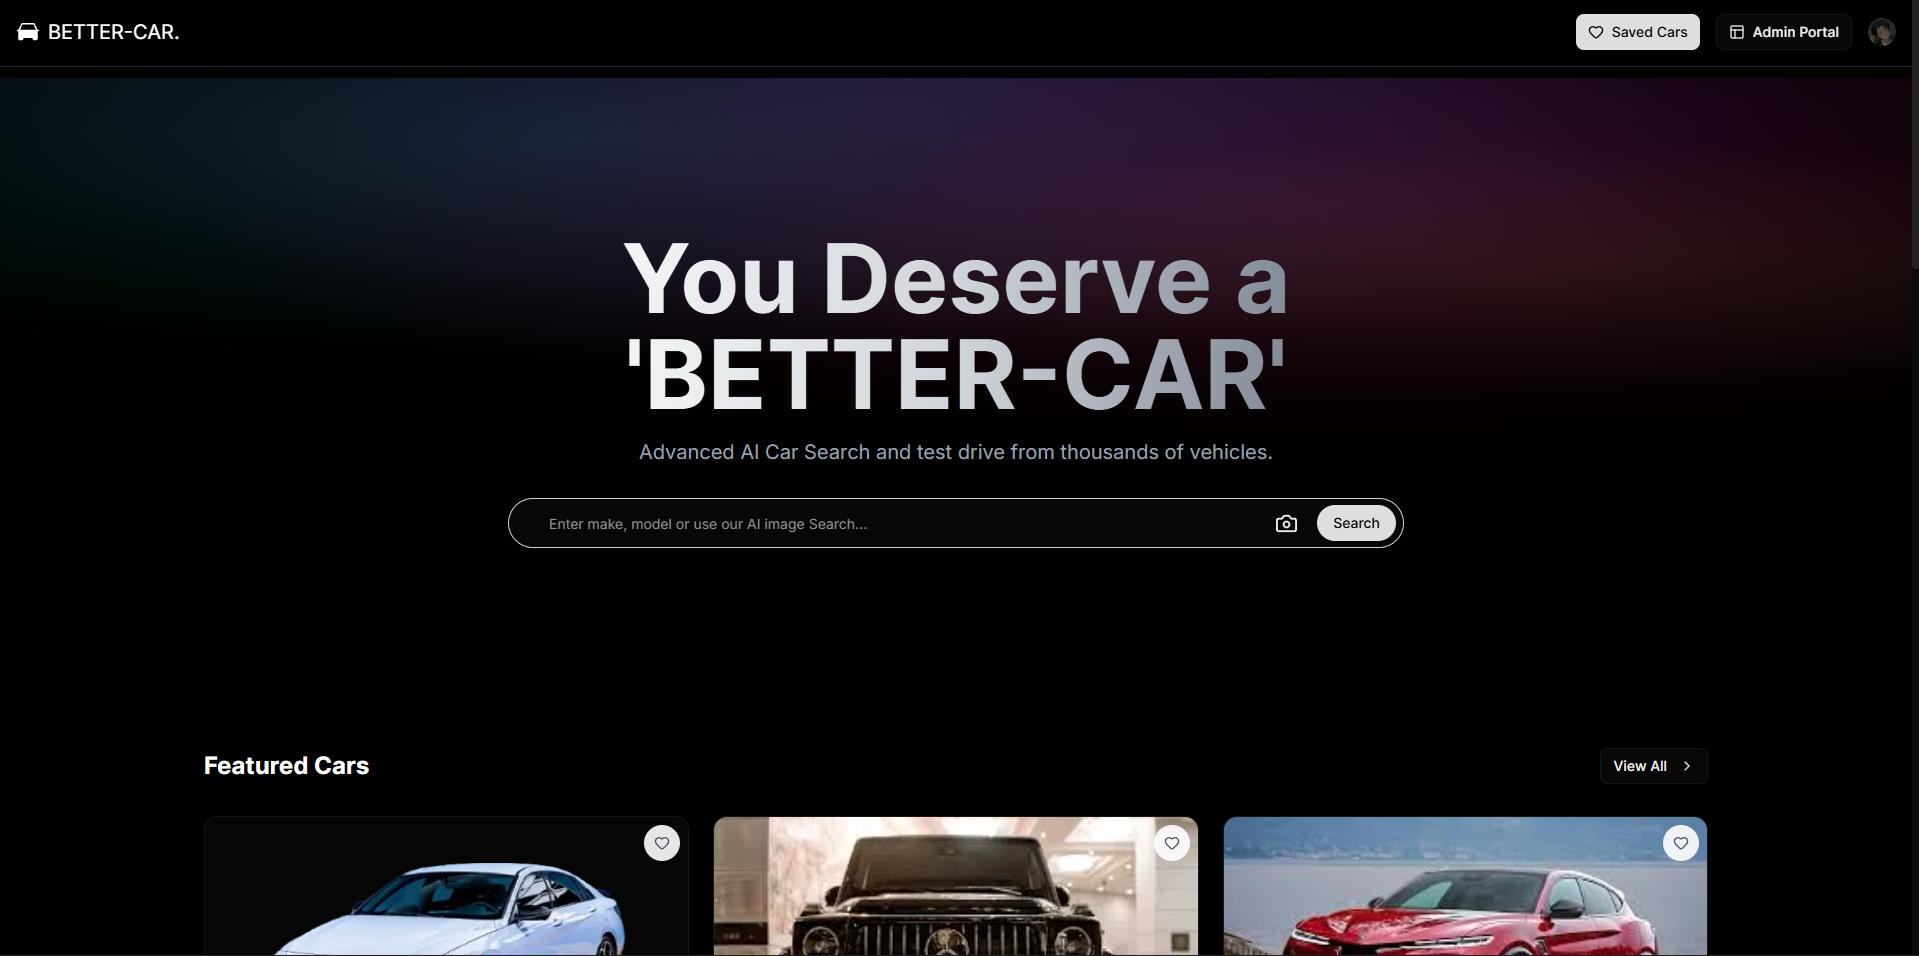 BETTER-CAR.
Saved Cars
Admin Portal
You Deserve a
'BETTER-CAR'
Advanced AI Car Search and test drive from thousands of vehicles.
Enter make, model or use our AI image Search...
Search
Featured Cars
View All